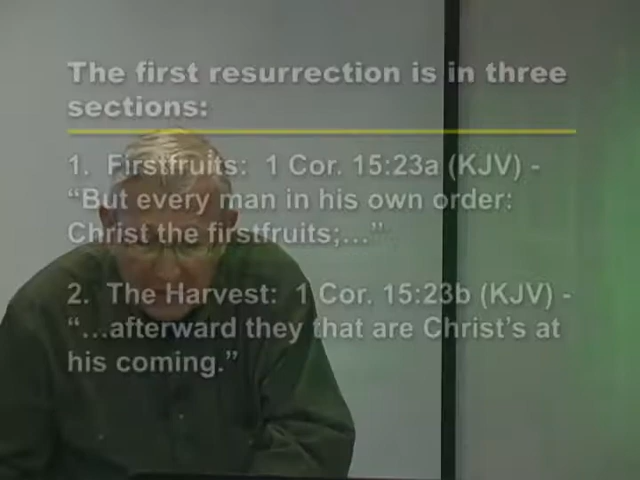 The first resurrection is in three
sections:
1. Firstfruits: 1 Cor. 15:23a (KJV) -
“But every man in his own order:
Christ the firstfruits;…”
2. The Harvest: 1 Cor. 15:23b (KJV) -
“…afterward they that are Christ’s at
his coming.”